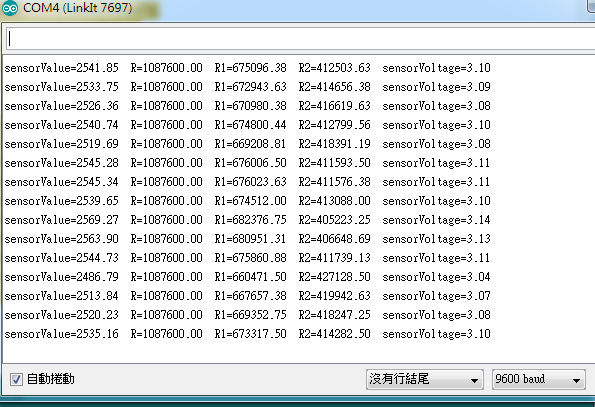 COM4 (LinkIt 7697)
sensorValue=2541.85 R=1087600.00 R1=675096.38 R2=412503.63 sensorVoltage=3.10
sensorValue=2533.75 R=1087600.00 R1=672943.63 R2=414656.38 sensorVoltage=3.09
sensorValue=2526.36 R=1087600.00 R1=670980.38 R2=416619.63 sensorVoltage=3.08
sensorValue=2540.74 R=1087600.00 R1=674800.44 R2=412799.56 sensorVoltage=3.10
sensorValue=2519.69 R=1087600.00 R1=669208.81 R2=418391.19 sensorVoltage=3.08
sensorValue=2545.28 R=1087600.00 R1=676006.50 R2=411593.50 sensorVoltage=3.11
sensorValue=2545.34 R=1087600.00 R1=676023.63 R2=411576.38 sensorVoltage=3.11
sensorValue=2539.65 R=1087600.00 R1=674512.00 R2=413088.00 sensorVoltage=3.10
sensorValue=2569.27 R=1087600.00 R1=682376.75 R2=405223.25 sensorVoltage=3.14
sensorValue=2563.90 R=1087600.00 R1=680951.31 R2=406648.69 sensorVoltage=3.13
sensorValue=2544.73 R=1087600.00 R1=675860.88 R2=411739.13 sensorVoltage=3.11
sensorValue=2486.79 R=1087600.00 R1=660471.50 R2=427128.50 sensorVoltage=3.04
sensorValue=2513.84 R=1087600.00 R1=667657.38 R2=419942.63 sensorVoltage=3.07
sensorValue=2520.23 R=1087600.00 R1=669352.75 R2=418247.25 sensorVoltage=3.08
sensorValue=2535.16 R=1087600.00 R1=673317.50 R2=414282.50 sensorVoltage=3.10
自動捲動 沒有行結尾 9600 baud